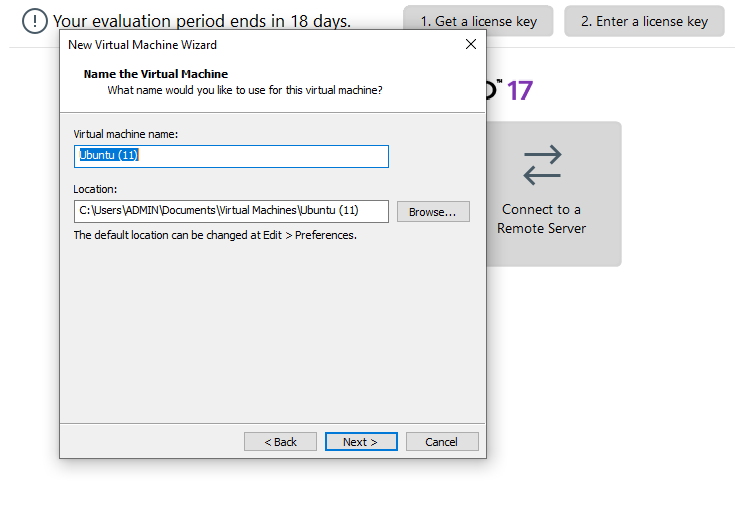 Your evaluation period ends in 18 days.
1. Get a license key
2. Enter a license key
New Virtual Machine Wizard
Name the Virtual Machine
What name would you like to use for this virtual machine?
™ 17
Virtual machine name:
Ubuntu (11)
Location:
C:\Users\ADMIN\Documents\Virtual Machines\Ubuntu (11)
Browse...
The default location can be changed at Edit > Preferences.
Connect to a
Remote Server
< Back
Next >
Cancel